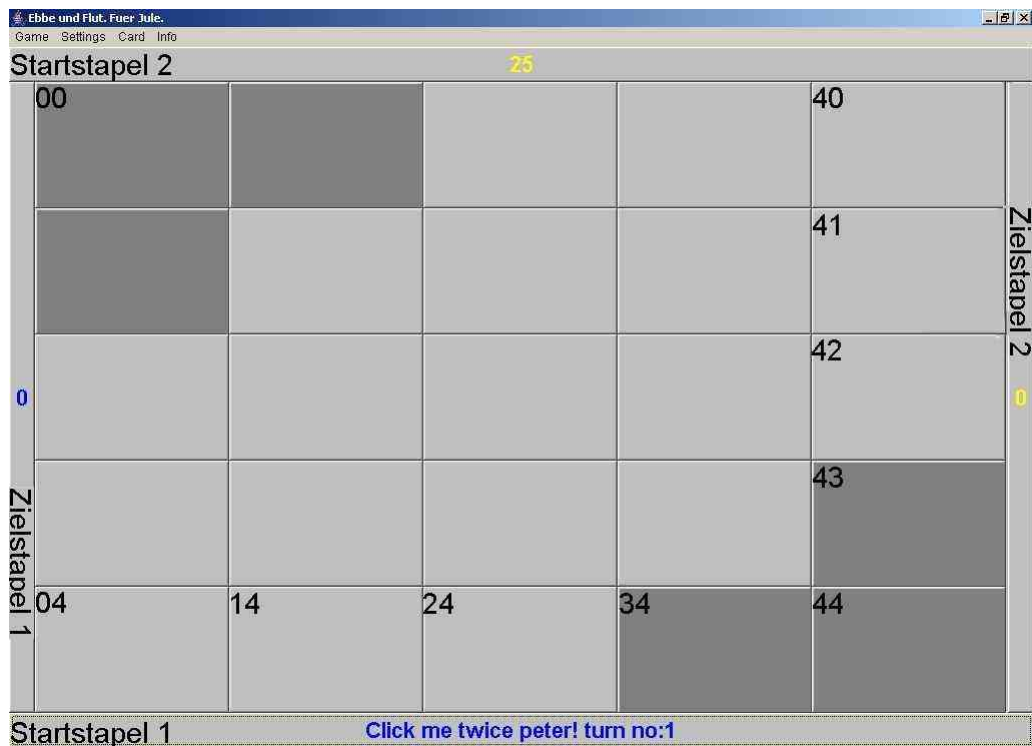 Ebbe und Flut. Fuer Jule.
Game Settings Card Info
Startstapel 2 25
00 40
41
Zielstapel 2
42
0 0
43
Zielstapel 1
04 14 24 34 44
Startstapel 1 Click me twice peter! turn no:1